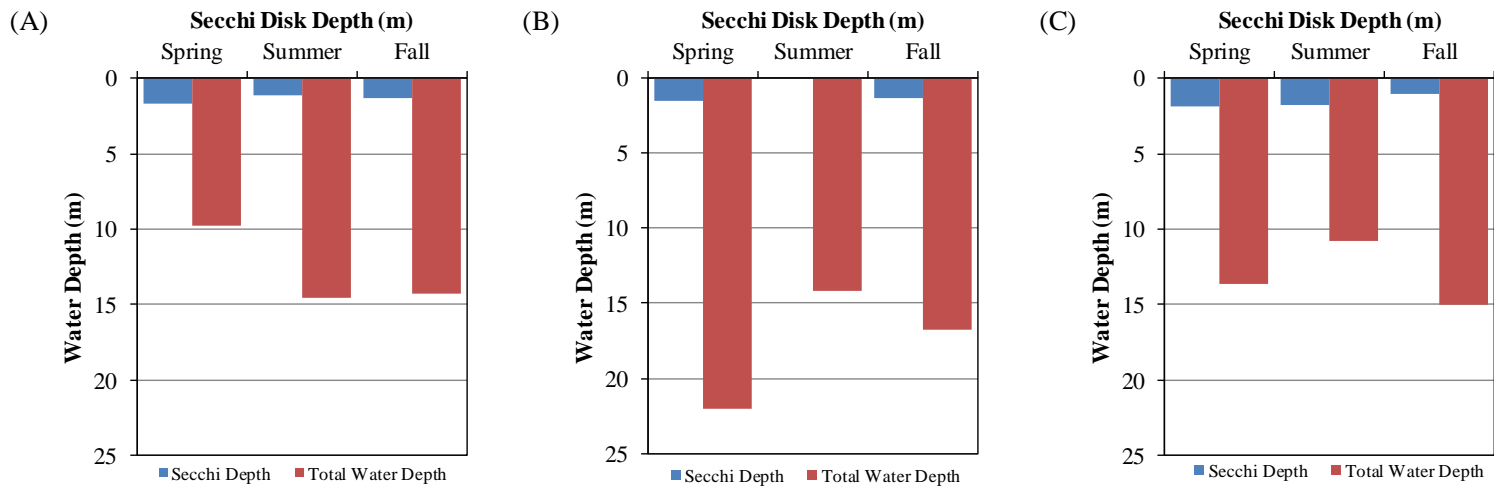 (A)
Secchi Disk Depth (m)
Spring Summer Fall
0
5
10
15
20
25
Water Depth (m)
Secchi Depth Total Water Depth
(B)
Secchi Disk Depth (m)
Spring Summer Fall
0
5
10
15
20
25
Water Depth (m)
Secchi Depth Total Water Depth
(C)
Secchi Disk Depth (m)
Spring Summer Fall
0
5
10
15
20
25
Water Depth (m)
Secchi Depth Total Water Depth